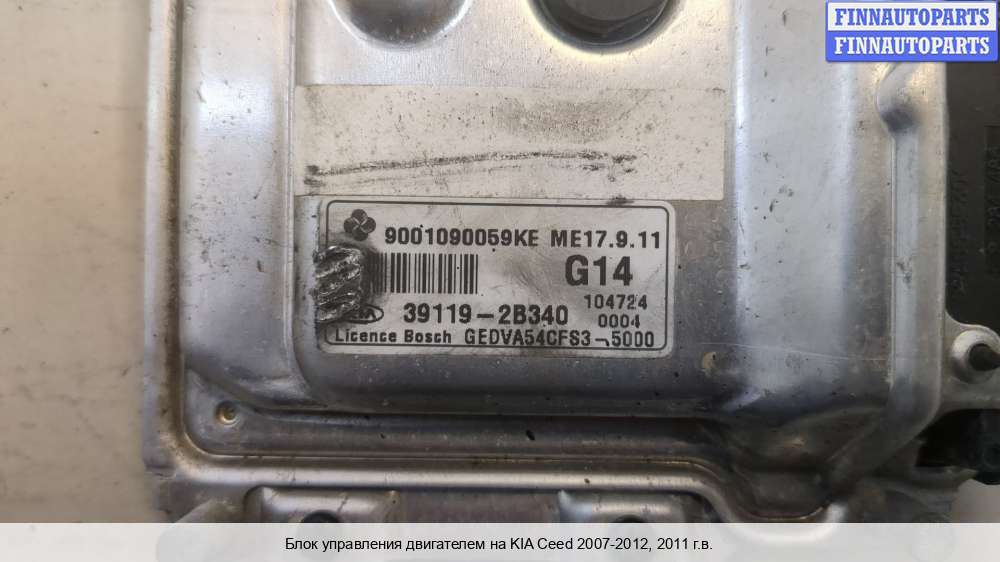 FINNAUTOPARTS
FINNAUTOPARTS
9001090059KE ME17.9.11
G14
104724
39119-2B340 0004
KIA
Licence Bosch GEDVA54CFS3-5000
Блок управления двигателем на KIA Ceed 2007-2012, 2011 г.в.